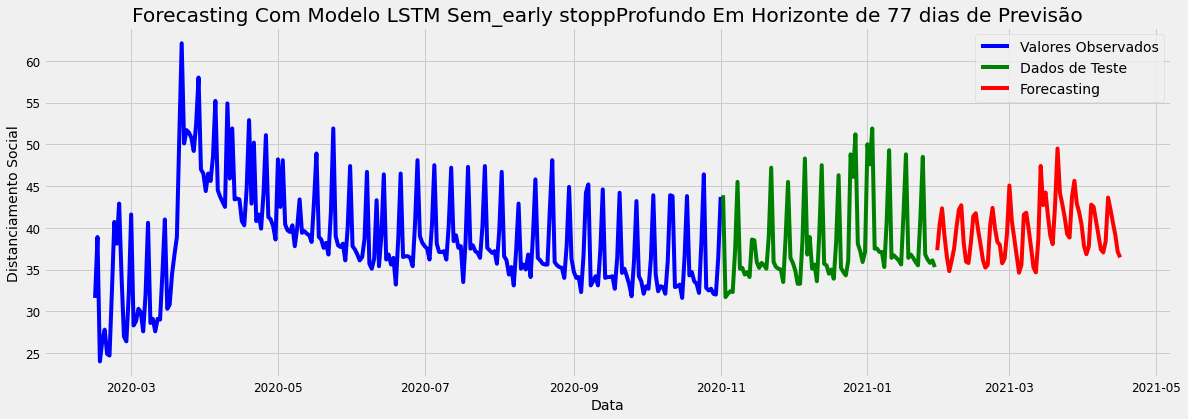 Forecasting Com Modelo LSTM Sem_early stoppProfundo Em Horizonte de 77 dias de Previsão
Valores Observados
Dados de Teste
Forecasting
Distanciamento Social
60
55
50
45
40
35
30
25
2020-03
2020-05
2020-07
2020-09
2020-11
2021-01
2021-03
2021-05
Data